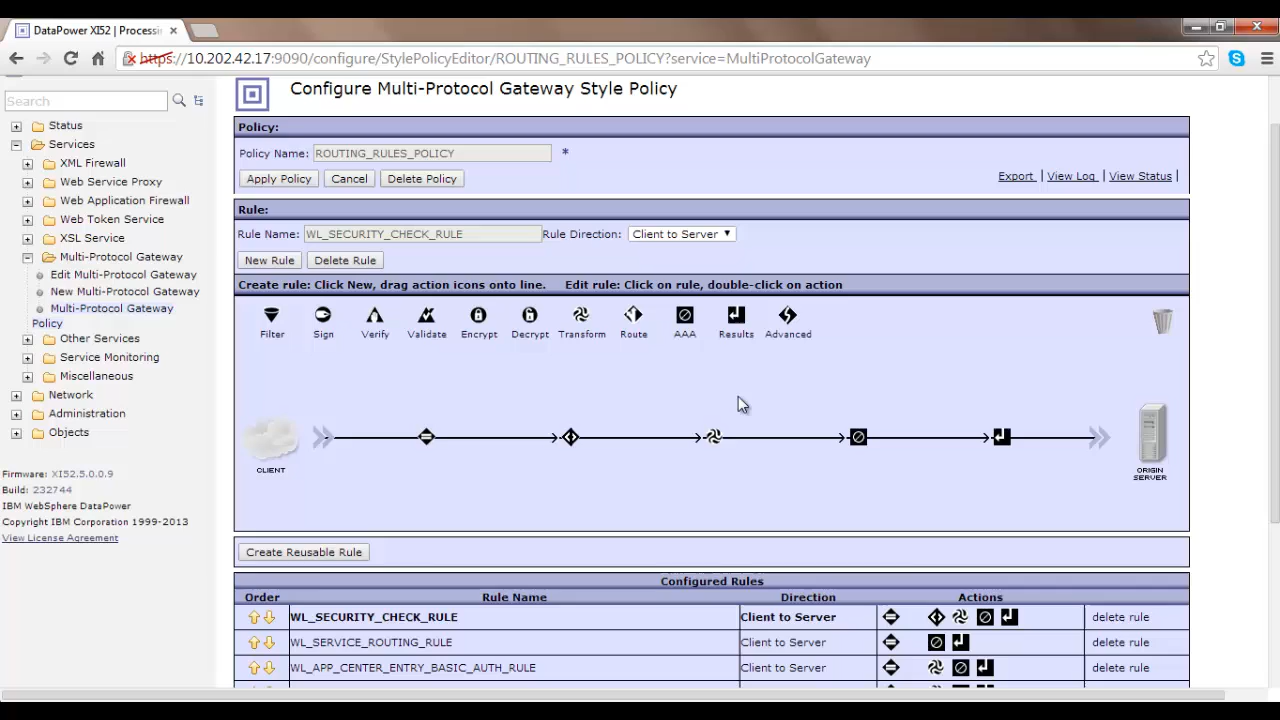 DataPower XI52 | Processi
https://10.202.42.17:9090/configure/StylePolicyEditor/ROUTING_RULES_POLICY?service=MultiProtocolGateway
Search
Status
Services
XML Firewall
Web Service Proxy
Web Application Firewall
Web Token Service
XSL Service
Multi-Protocol Gateway
Edit Multi-Protocol Gateway
New Multi-Protocol Gateway
Multi-Protocol Gateway
Policy
Other Services
Service Monitoring
Miscellaneous
Network
Administration
Objects
Firmware: XI52.5.0.0.9
Build: 232744
IBM WebSphere DataPower
Copyright IBM Corporation 1999-2013
View License Agreement
Configure Multi-Protocol Gateway Style Policy
Policy:
Policy Name: ROUTING_RULES_POLICY *
Apply Policy Cancel Delete Policy Export | View Log | View Status |
Rule:
Rule Name: WL_SECURITY_CHECK_RULE Rule Direction: Client to Server
New Rule Delete Rule
Create rule: Click New, drag action icons onto line. Edit rule: Click on rule, double-click on action
Filter Sign Verify Validate Encrypt Decrypt Transform Route AAA Results Advanced
CLIENT
ORIGIN
SERVER
Create Reusable Rule
Configured Rules
Order Rule Name Direction Actions
WL_SECURITY_CHECK_RULE Client to Server delete rule
WL_SERVICE_ROUTING_RULE Client to Server delete rule
WL_APP_CENTER_ENTRY_BASIC_AUTH_RULE Client to Server delete rule